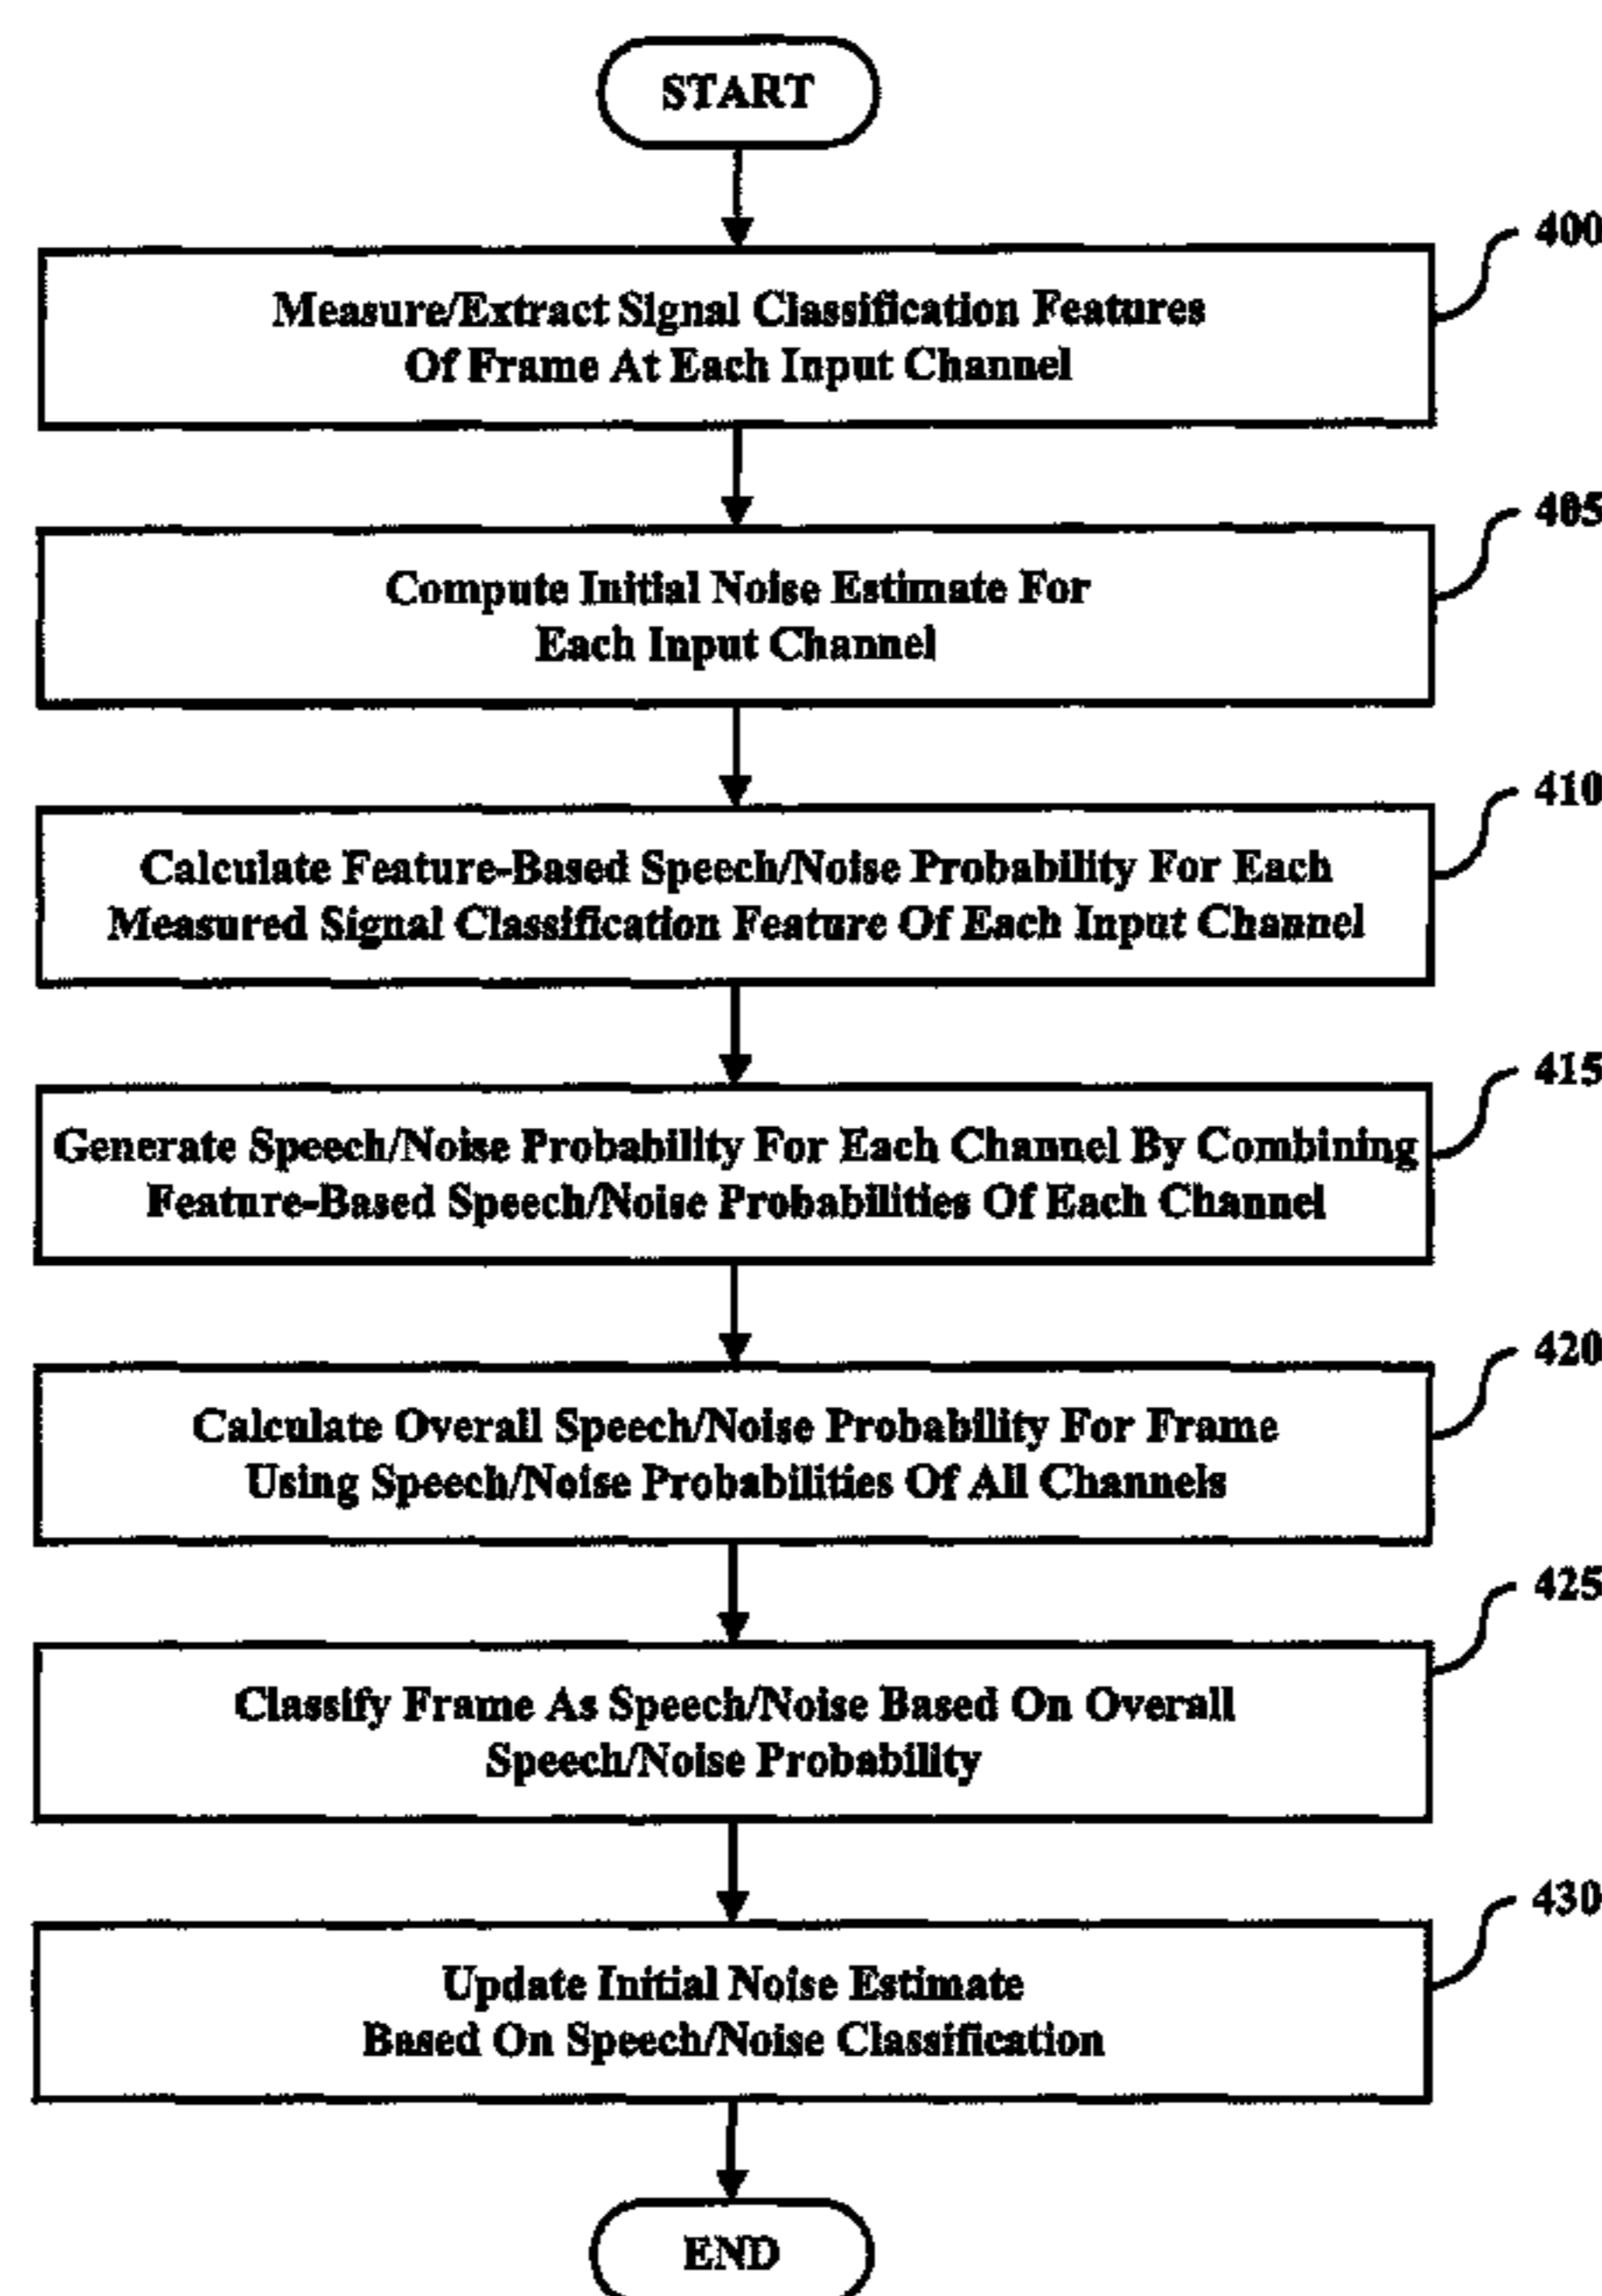 START
400
Measure/Extract Signal Classification Features
Of Frame At Each Input Channel
405
Compute Initial Noise Estimate For
Each Input Channel
410
Calculate Feature-Based Speech/Noise Probability For Each
Measured Signal Classification Feature Of Each Input Channel
415
Generate Speech/Noise Probability For Each Channel By Combining
Feature-Based Speech/Noise Probabilities Of Each Channel
420
Calculate Overall Speech/Noise Probability For Frame
Using Speech/Noise Probabilities Of All Channels
425
Classify Frame As Speech/Noise Based On Overall
Speech/Noise Probability
430
Update Initial Noise Estimate
Based On Speech/Noise Classification
END